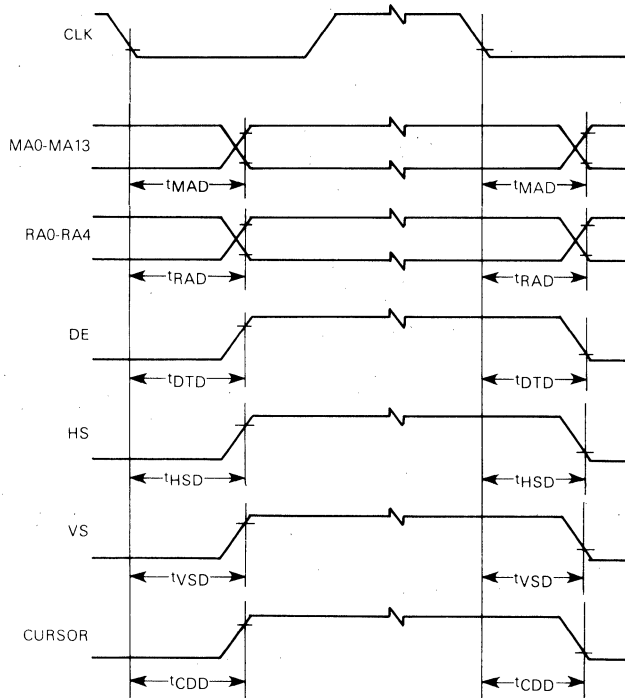 CLK
MA0-MA13
tMAD tMAD
RA0-RA4
tRAD tRAD
DE
tDTD tDTD
HS
tHSD tHSD
VS
tVSD tVSD
CURSOR
tCDD tCDD